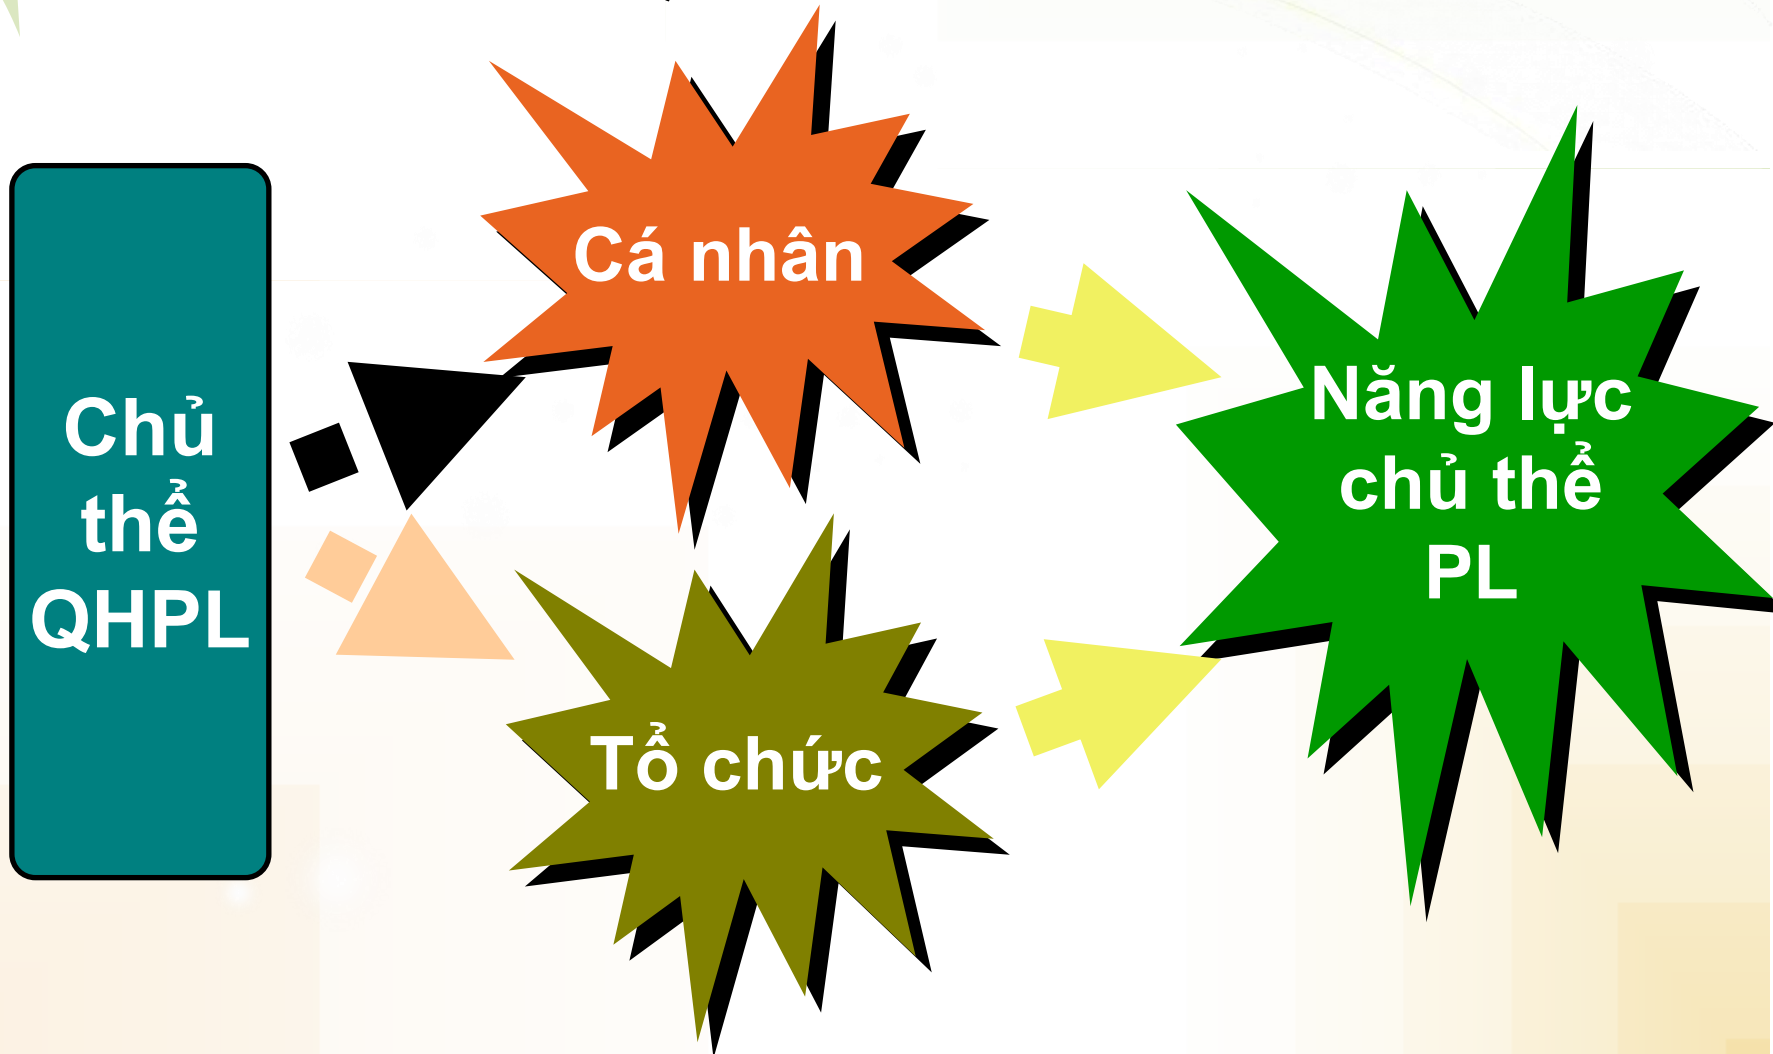 Chủ
thể
QHPL
Cá nhân
Tổ chức
Năng lực
chủ thể
PL